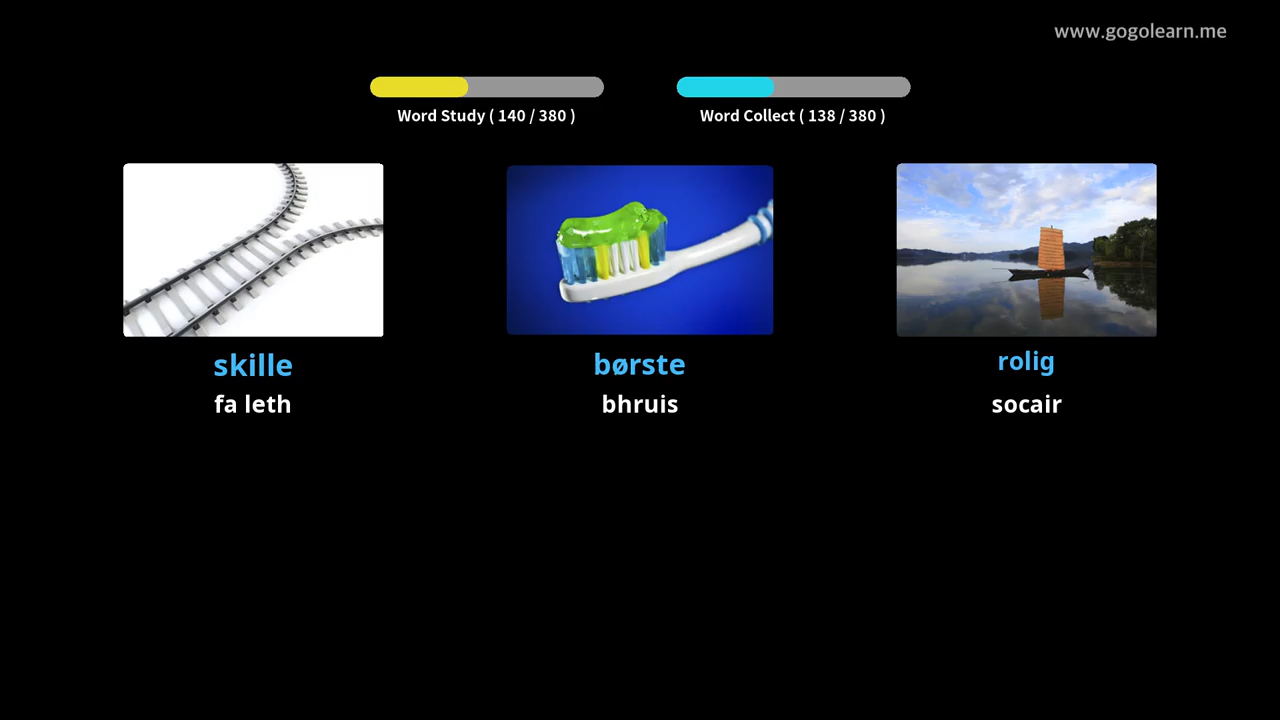 www.gogolearn.me
Word Study ( 140 / 380 )
Word Collect ( 138 / 380 )
skille
fa leth
børste
bhruis
rolig
socair